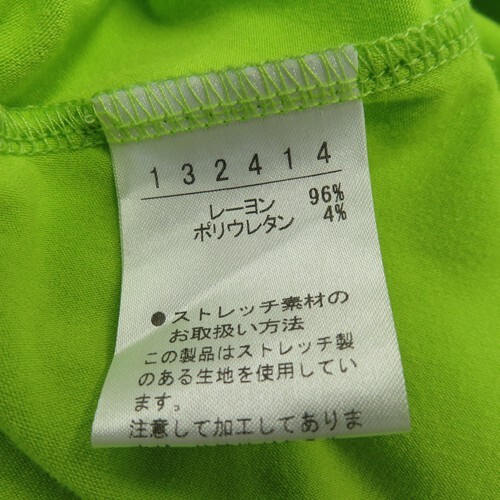 132414
レーヨン 96%
ポリウレタン 4%
●ストレッチ素材の
お取扱い方法
この製品はストレッチ製
のある生地を使用してい
ます。
注意して加工してありま